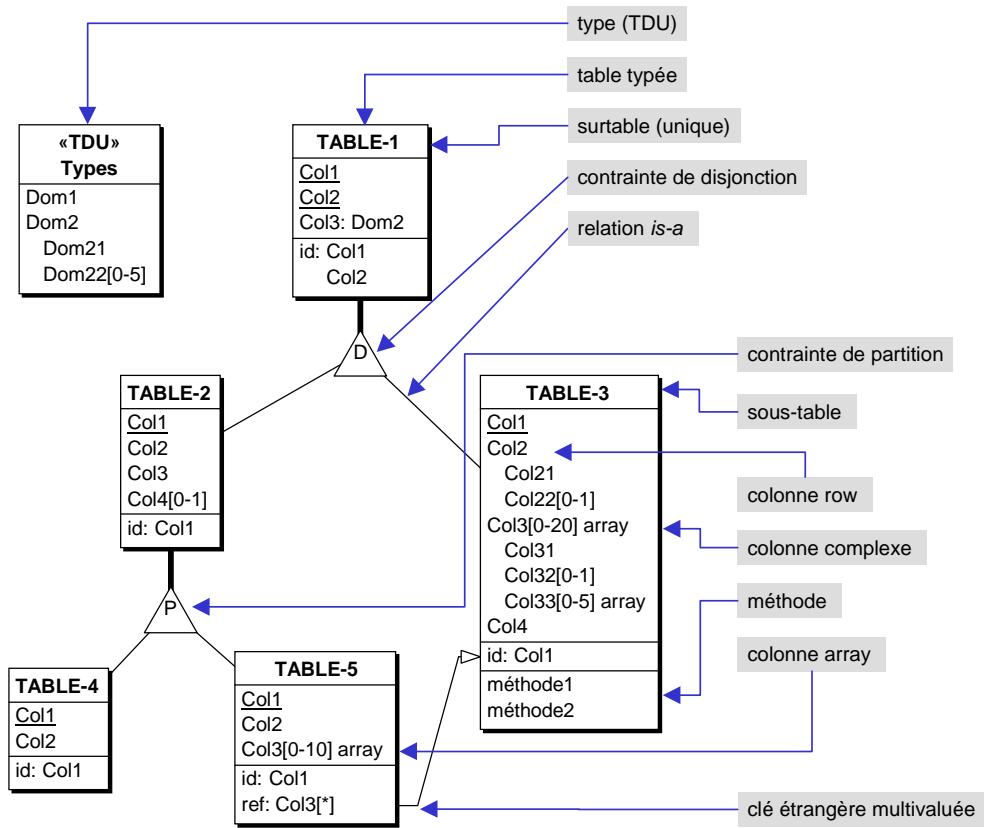 type (TDU)
table typée
surtable (unique)
contrainte de disjonction
relation is-a
«TDU»
Types
Dom1
Dom2
Dom21
Dom22[0-5]
TABLE-1
Col1
Col2
Col3: Dom2
id: Col1
Col2
D
contrainte de partition
sous-table
colonne row
colonne complexe
méthode
colonne array
clé étrangère multivaluée
TABLE-2
Col1
Col2
Col3
Col4[0-1]
id: Col1
P
TABLE-3
Col1
Col2
Col21
Col22[0-1]
Col3[0-20] array
Col31
Col32[0-1]
Col33[0-5] array
Col4
id: Col1
méthode1
méthode2
TABLE-4
Col1
Col2
id: Col1
TABLE-5
Col1
Col2
Col3[0-10] array
id: Col1
ref: Col3[*]